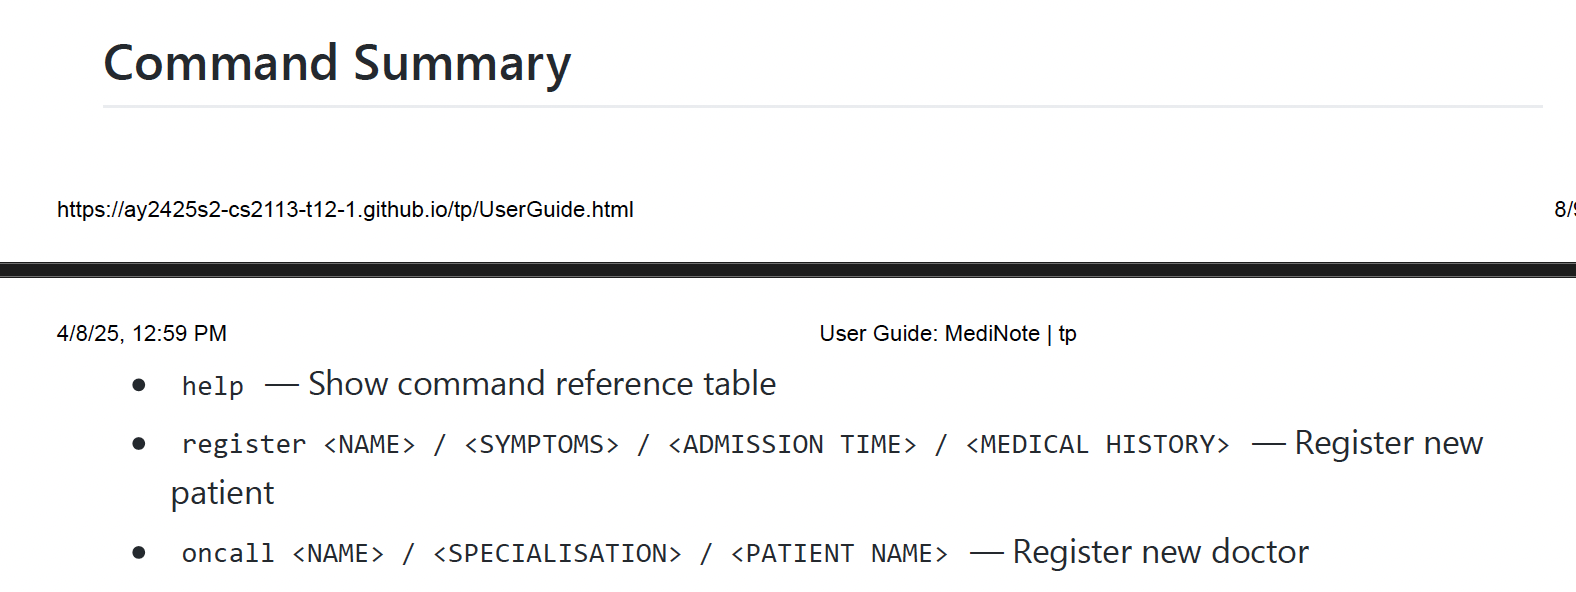 Command Summary
https://ay2425s2-cs2113-t12-1.github.io/tp/UserGuide.html 8/9
4/8/25, 12:59 PM User Guide: MediNote | tp
• help — Show command reference table
• register <NAME> / <SYMPTOMS> / <ADMISSION TIME> / <MEDICAL HISTORY> — Register new
patient
• oncall <NAME> / <SPECIALISATION> / <PATIENT NAME> — Register new doctor